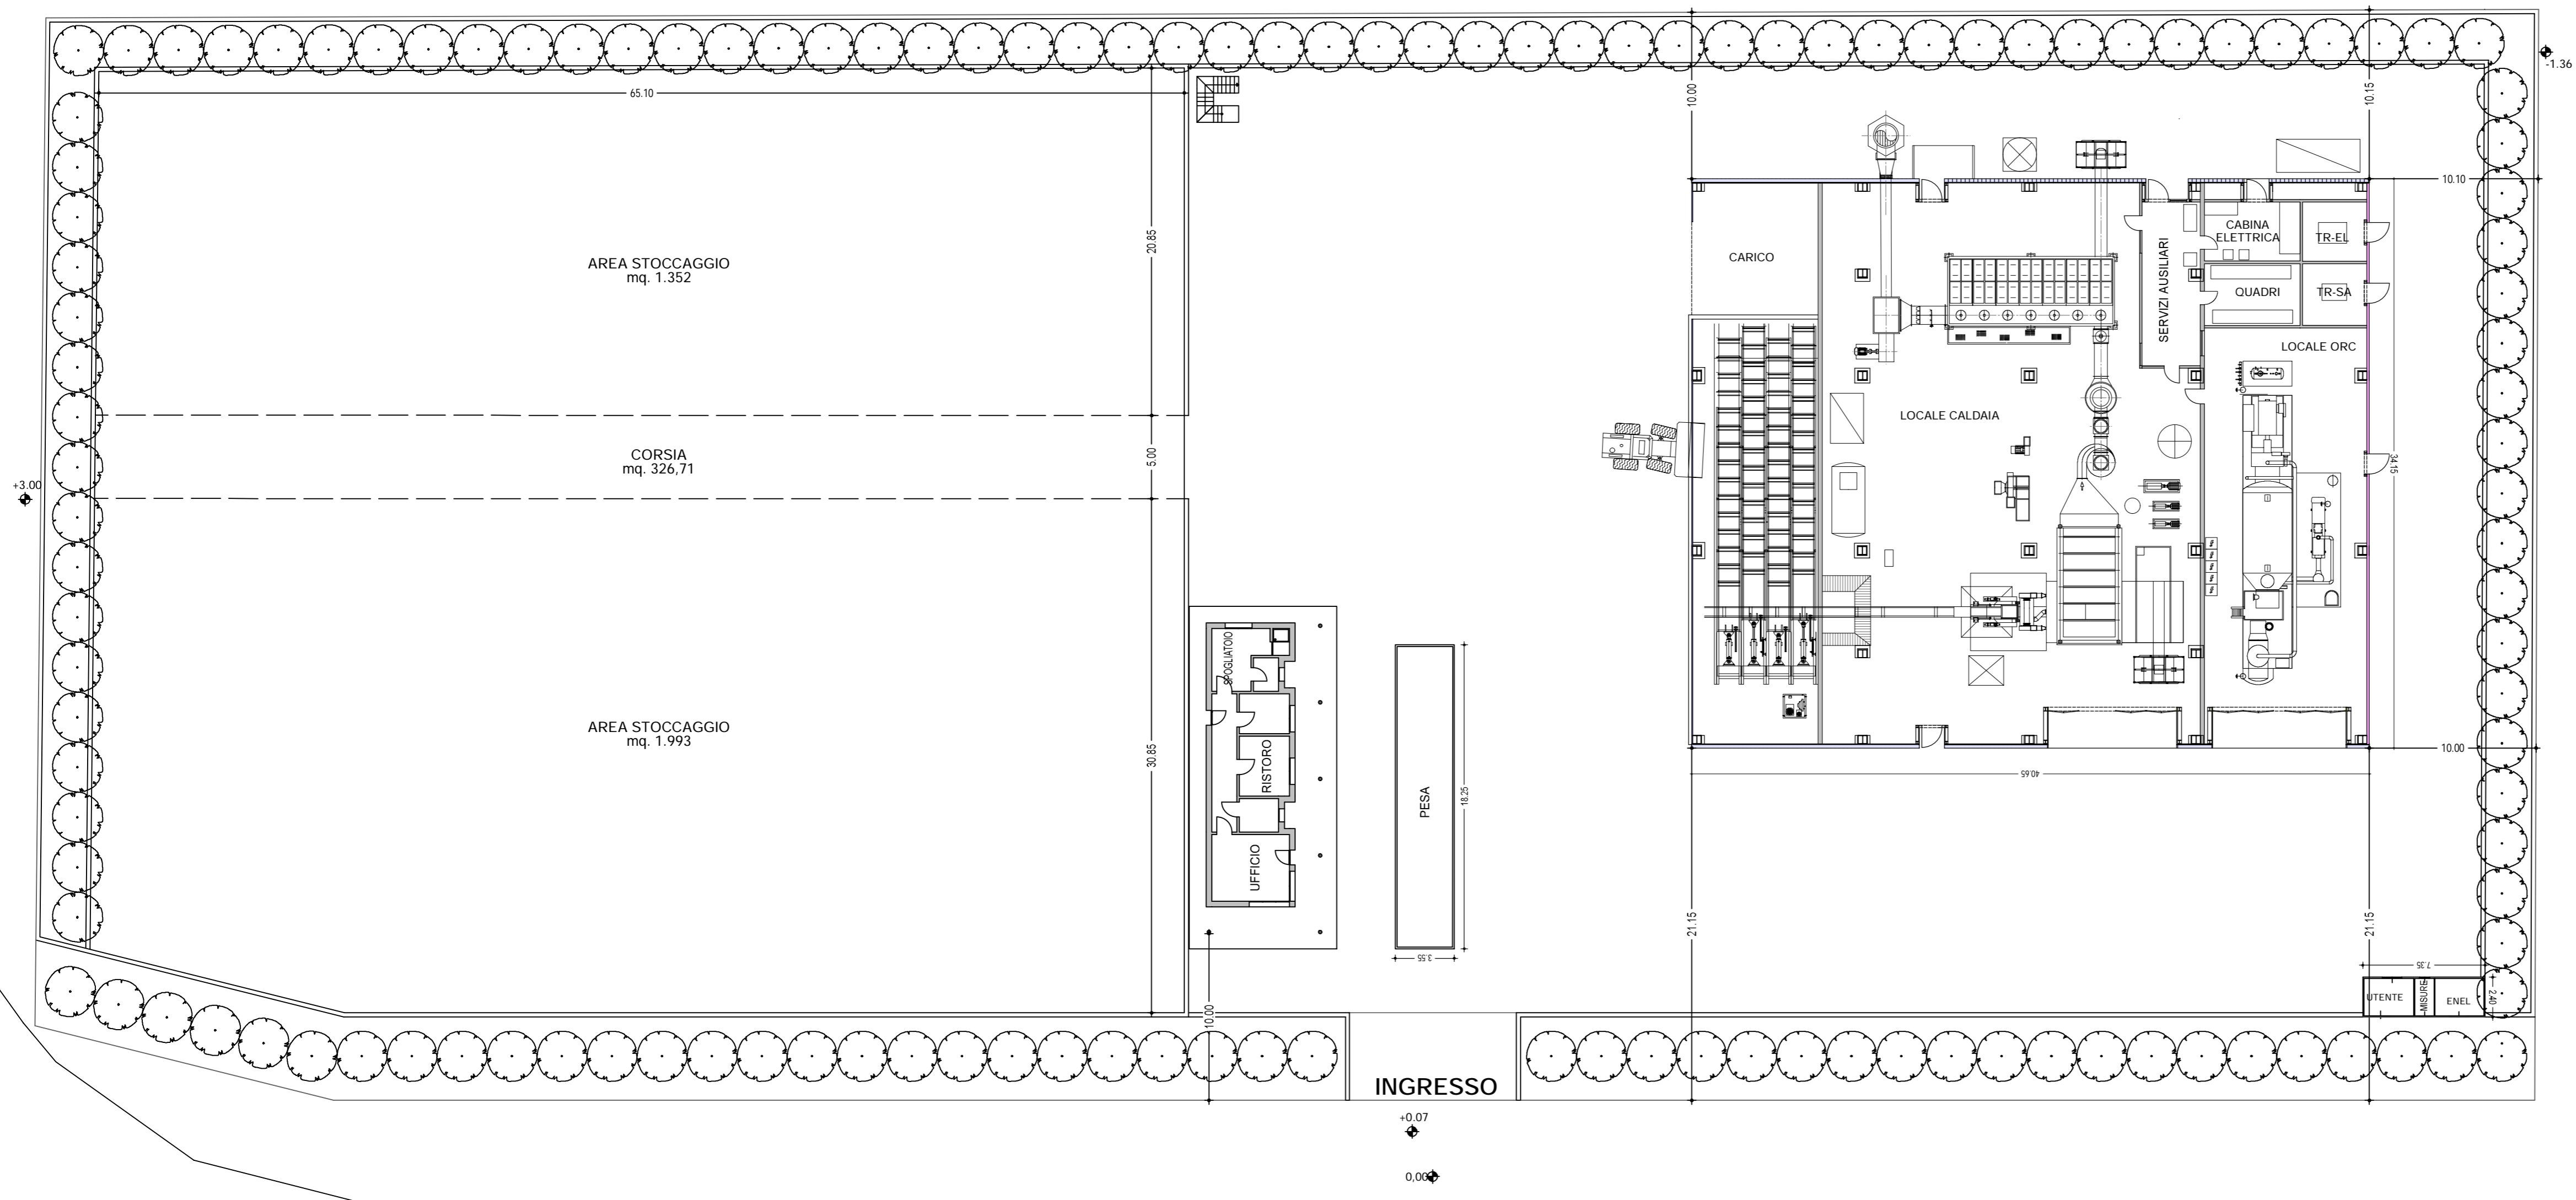 -1.36
65.10
10.00
10.15
10.10
20.85
AREA STOCCAGGIO
mq. 1.352
CARICO
SERVIZI AUSILIARI
CABINA
ELETTRICA
TR-EL
QUADRI
TR-SA
LOCALE ORC
LOCALE CALDAIA
CORSIA
mq. 326,71
5.00
34.15
+3.00
SPOGLIATOIO
AREA STOCCAGGIO
mq. 1.993
30.85
RISTORO
UFFICIO
PESA
18.25
3.55
10.00
40.65
21.15
21.15
7.35
UTENTE
MISURE
ENEL
2.40
10.00
INGRESSO
+0.07
0,00